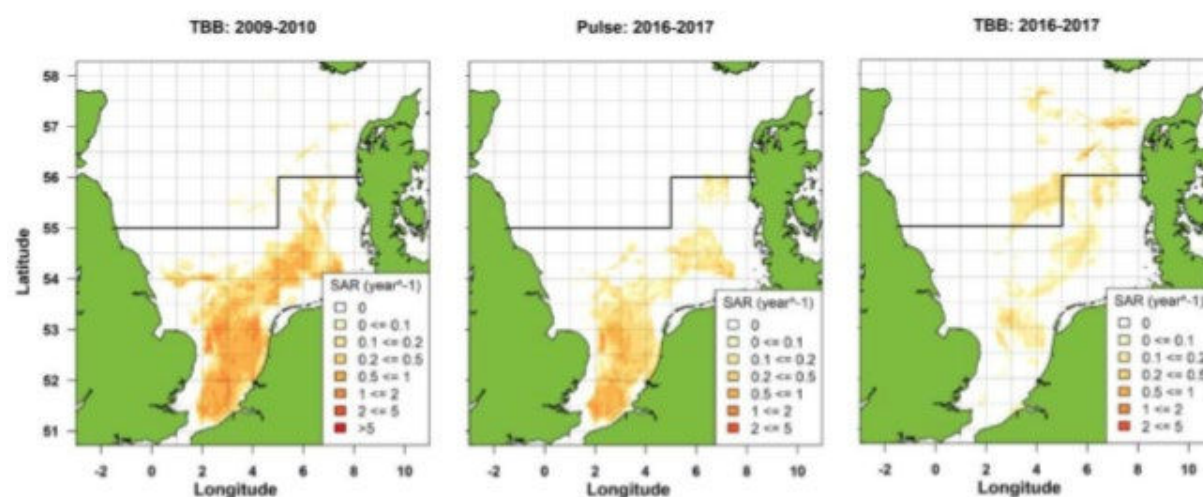 TBB: 2009-2010
Pulse: 2016-2017
TBB: 2016-2017
Latitude
58
57
56
55
54
53
52
51
SAR (year^-1)
0
0 <= 0.1
0.1 <= 0.2
0.2 <= 0.5
0.5 <= 1
1 <= 2
2 <= 5
>5
SAR (year^-1)
0
0 <= 0.1
0.1 <= 0.2
0.2 <= 0.5
0.5 <= 1
1 <= 2
2 <= 5
SAR (year^-1)
0
0 <= 0.1
0.1 <= 0.2
0.2 <= 0.5
0.5 <= 1
1 <= 2
2 <= 5
-2 0 2 4 6 8 10
-2 0 2 4 6 8 10
-2 0 2 4 6 8 10
Longitude
Longitude
Longitude